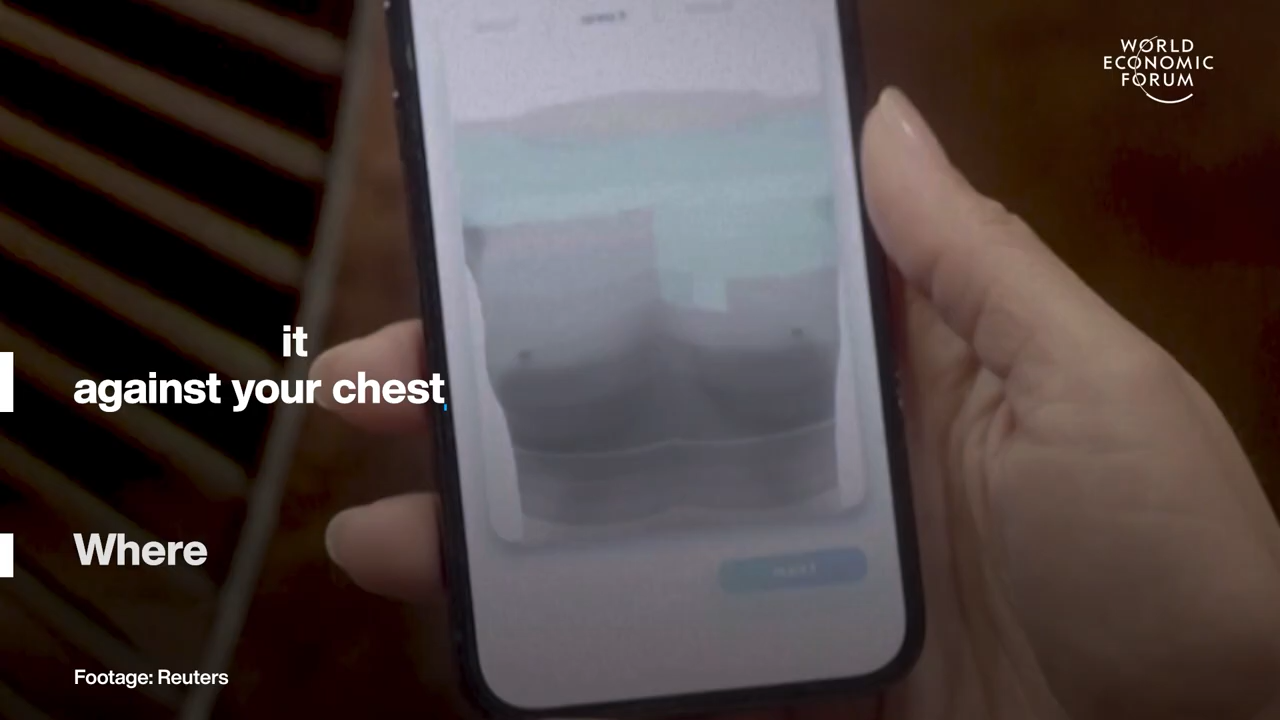 WORLD
ECONOMIC
FORUM
it
against your chest
Where
Footage: Reuters